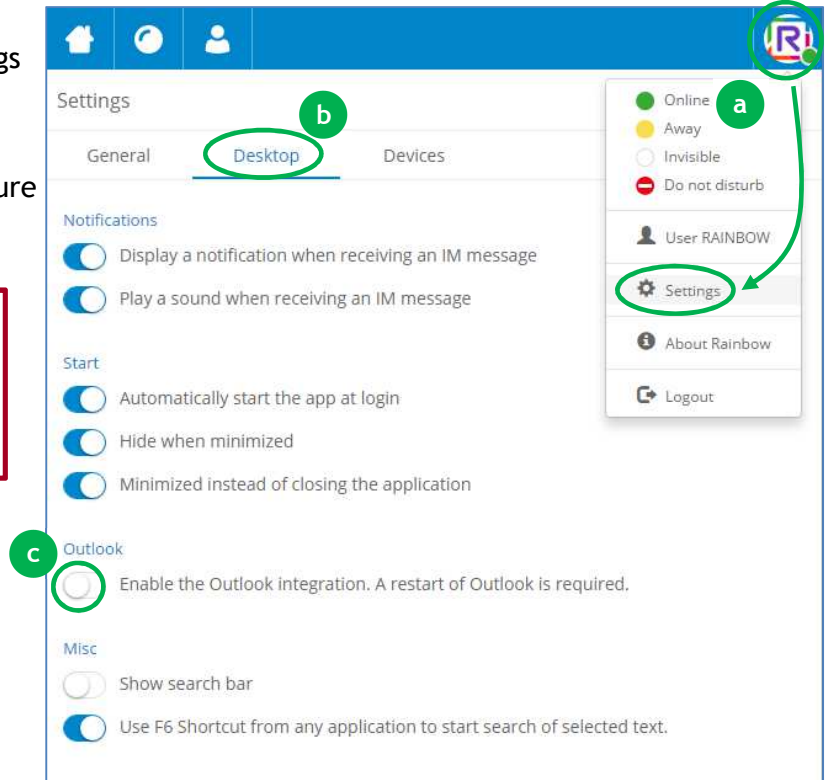 gs
ure
R
Settings
b
General Desktop Devices
Notifications
Display a notification when receiving an IM message
Play a sound when receiving an IM message
Start
Automatically start the app at login
Hide when minimized
Minimized instead of closing the application
c
Outlook
Enable the Outlook integration. A restart of Outlook is required.
Misc
Show search bar
Use F6 Shortcut from any application to start search of selected text.
a
Online
Away
Invisible
Do not disturb
User RAINBOW
Settings
About Rainbow
Logout